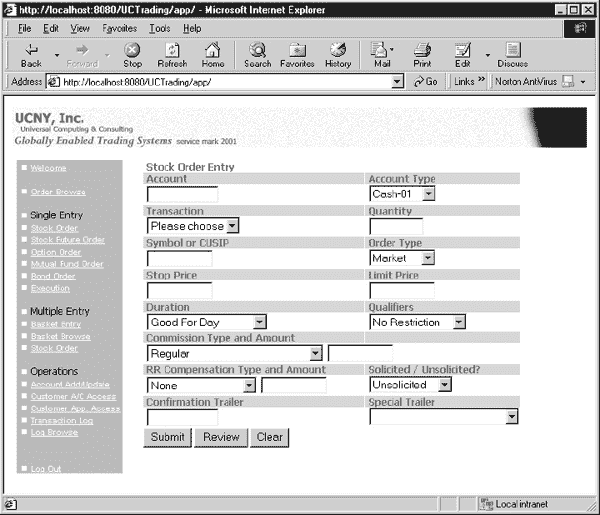 http://localhost:8080/UCTrading/app/ - Microsoft Internet Explorer
File Edit View Favorites Tools Help
Back Forward Stop Refresh Home Search Favorites History Mail Print Edit Discuss
Address http://localhost:8080/UCTrading/app/ Go Links » Norton AntiVirus
UCNY, Inc.
Universal Computing & Consulting
Globally Enabled Trading Systems service mark 2001
Welcome
Order Browse
Single Entry
Stock Order
Stock Future Order
Option Order
Mutual Fund Order
Bond Order
Execution
Multiple Entry
Basket Entry
Basket Browse
Stock Order
Operations
Account Add/Update
Customer A/C Access
Customer App. Access
Transaction Log
Log Browse
Log Out
Stock Order Entry
Account Account Type
Cash-01
Transaction Quantity
Please choose
Symbol or CUSIP Order Type
Market
Stop Price Limit Price
Duration Qualifiers
Good For Day No Restriction
Commission Type and Amount
Regular
RR Compensation Type and Amount Solicited / Unsolicited?
None Unsolicited
Confirmation Trailer Special Trailer
Submit Review Clear
Local intranet